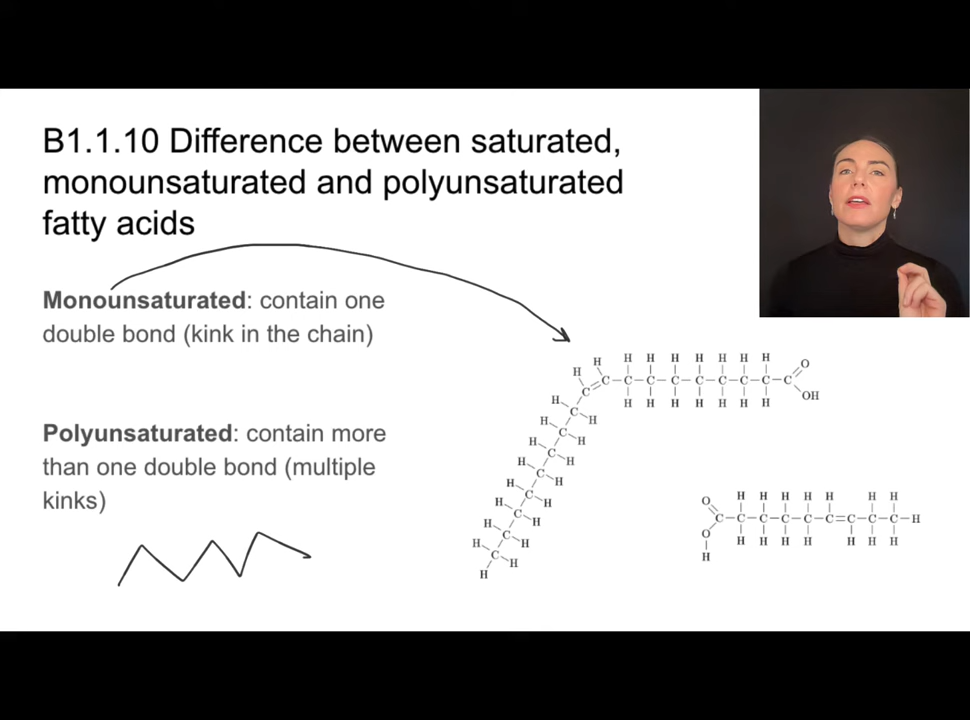 B1.1.10 Difference between saturated,
monounsaturated and polyunsaturated
fatty acids
Monounsaturated: contain one
double bond (kink in the chain)
Polyunsaturated: contain more
than one double bond (multiple
kinks)
H H H H H H H H H O
C=C-C-C-C-C-C-C-C-C
H H H H H H H OH
H C H
H C H
H C H
H C H
H C H
H C H
H C H
H C H
H
O H H H H H H H
C-C-C-C-C-C=C-C-C-H
O H H H H H H H
H